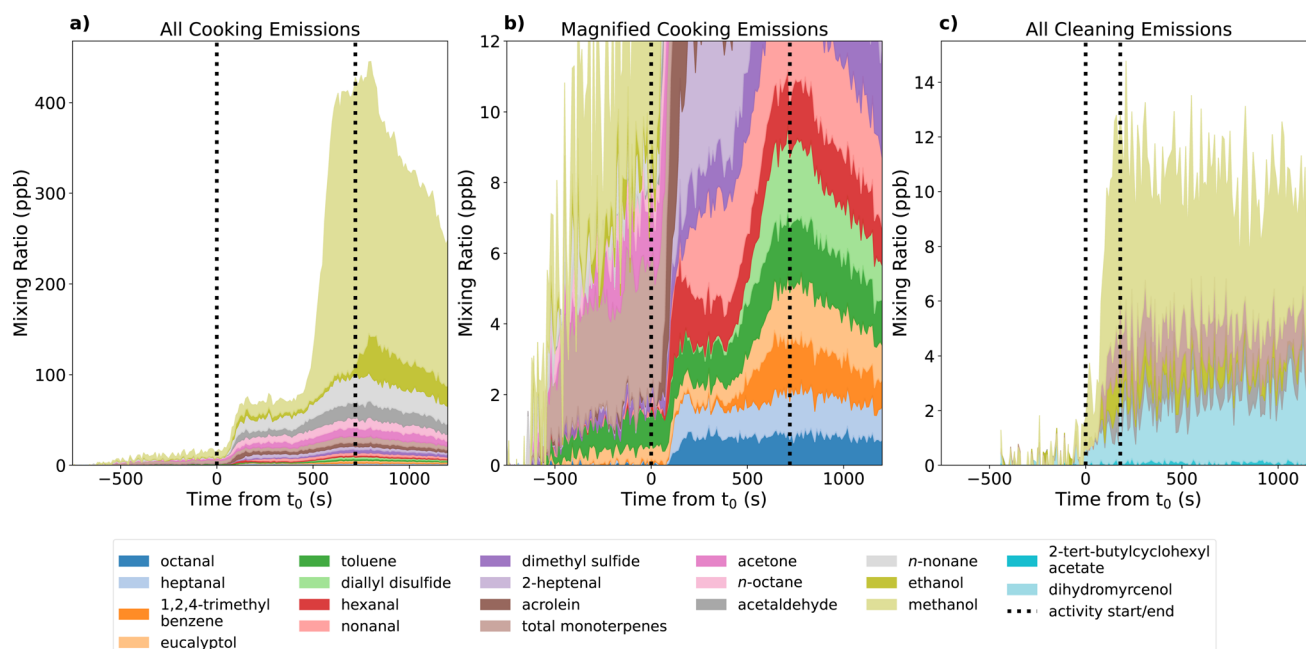 a) All Cooking Emissions
b) Magnified Cooking Emissions
c) All Cleaning Emissions
Mixing Ratio (ppb)
400
300
200
100
0
−500 0 500 1000
Time from t₀ (s)
Mixing Ratio (ppb)
12
10
8
6
4
2
0
−500 0 500 1000
Time from t₀ (s)
Mixing Ratio (ppb)
14
12
10
8
6
4
2
0
−500 0 500 1000
Time from t₀ (s)
octanal
heptanal
1,2,4-trimethyl
benzene
eucalyptol
toluene
diallyl disulfide
hexanal
nonanal
dimethyl sulfide
2-heptenal
acrolein
total monoterpenes
acetone
n-octane
acetaldehyde
n-nonane
ethanol
methanol
2-tert-butylcyclohexyl
acetate
dihydromyrcenol
activity start/end